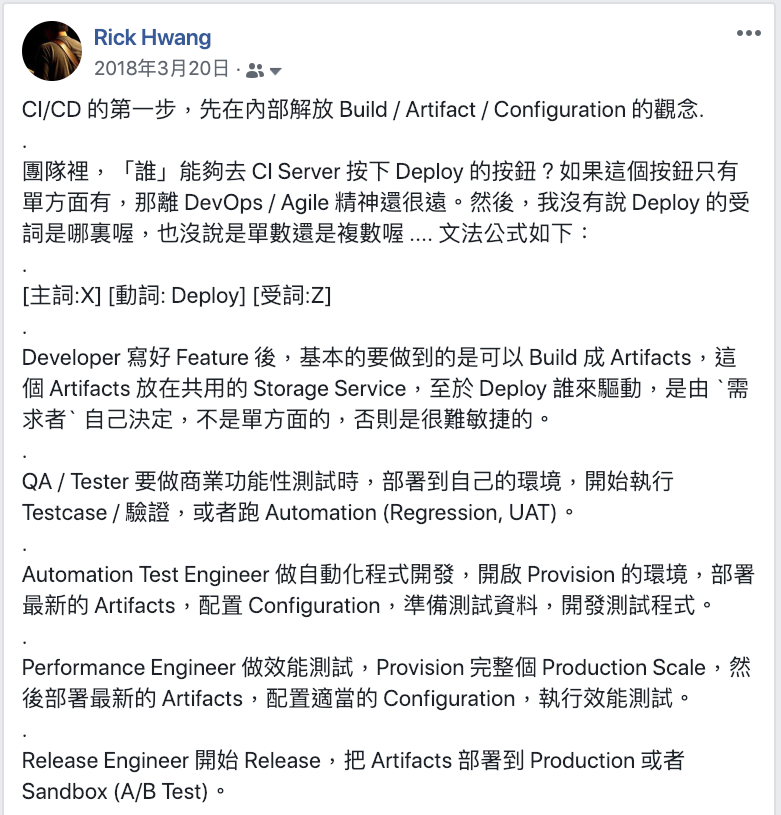 Rick Hwang
2018年3月20日 ·
CI/CD 的第一步，先在內部解放 Build / Artifact / Configuration 的觀念.
.
團隊裡，「誰」能夠去 CI Server 按下 Deploy 的按鈕？如果這個按鈕只有
單方面有，那離 DevOps / Agile 精神還很遠。然後，我沒有說 Deploy 的受
詞是哪裏喔，也沒說是單數還是複數喔 .... 文法公式如下：
.
[主詞:X] [動詞: Deploy] [受詞:Z]
.
Developer 寫好 Feature 後，基本的要做到的是可以 Build 成 Artifacts，這
個 Artifacts 放在共用的 Storage Service，至於 Deploy 誰來驅動，是由 `需
求者` 自己決定，不是單方面的，否則是很難敏捷的。
.
QA / Tester 要做商業功能性測試時，部署到自己的環境，開始執行
Testcase / 驗證，或者跑 Automation (Regression, UAT)。
.
Automation Test Engineer 做自動化程式開發，開啟 Provision 的環境，部署
最新的 Artifacts，配置 Configuration，準備測試資料，開發測試程式。
.
Performance Engineer 做效能測試，Provision 完整個 Production Scale，然
後部署最新的 Artifacts，配置適當的 Configuration，執行效能測試。
.
Release Engineer 開始 Release，把 Artifacts 部署到 Production 或者
Sandbox (A/B Test)。